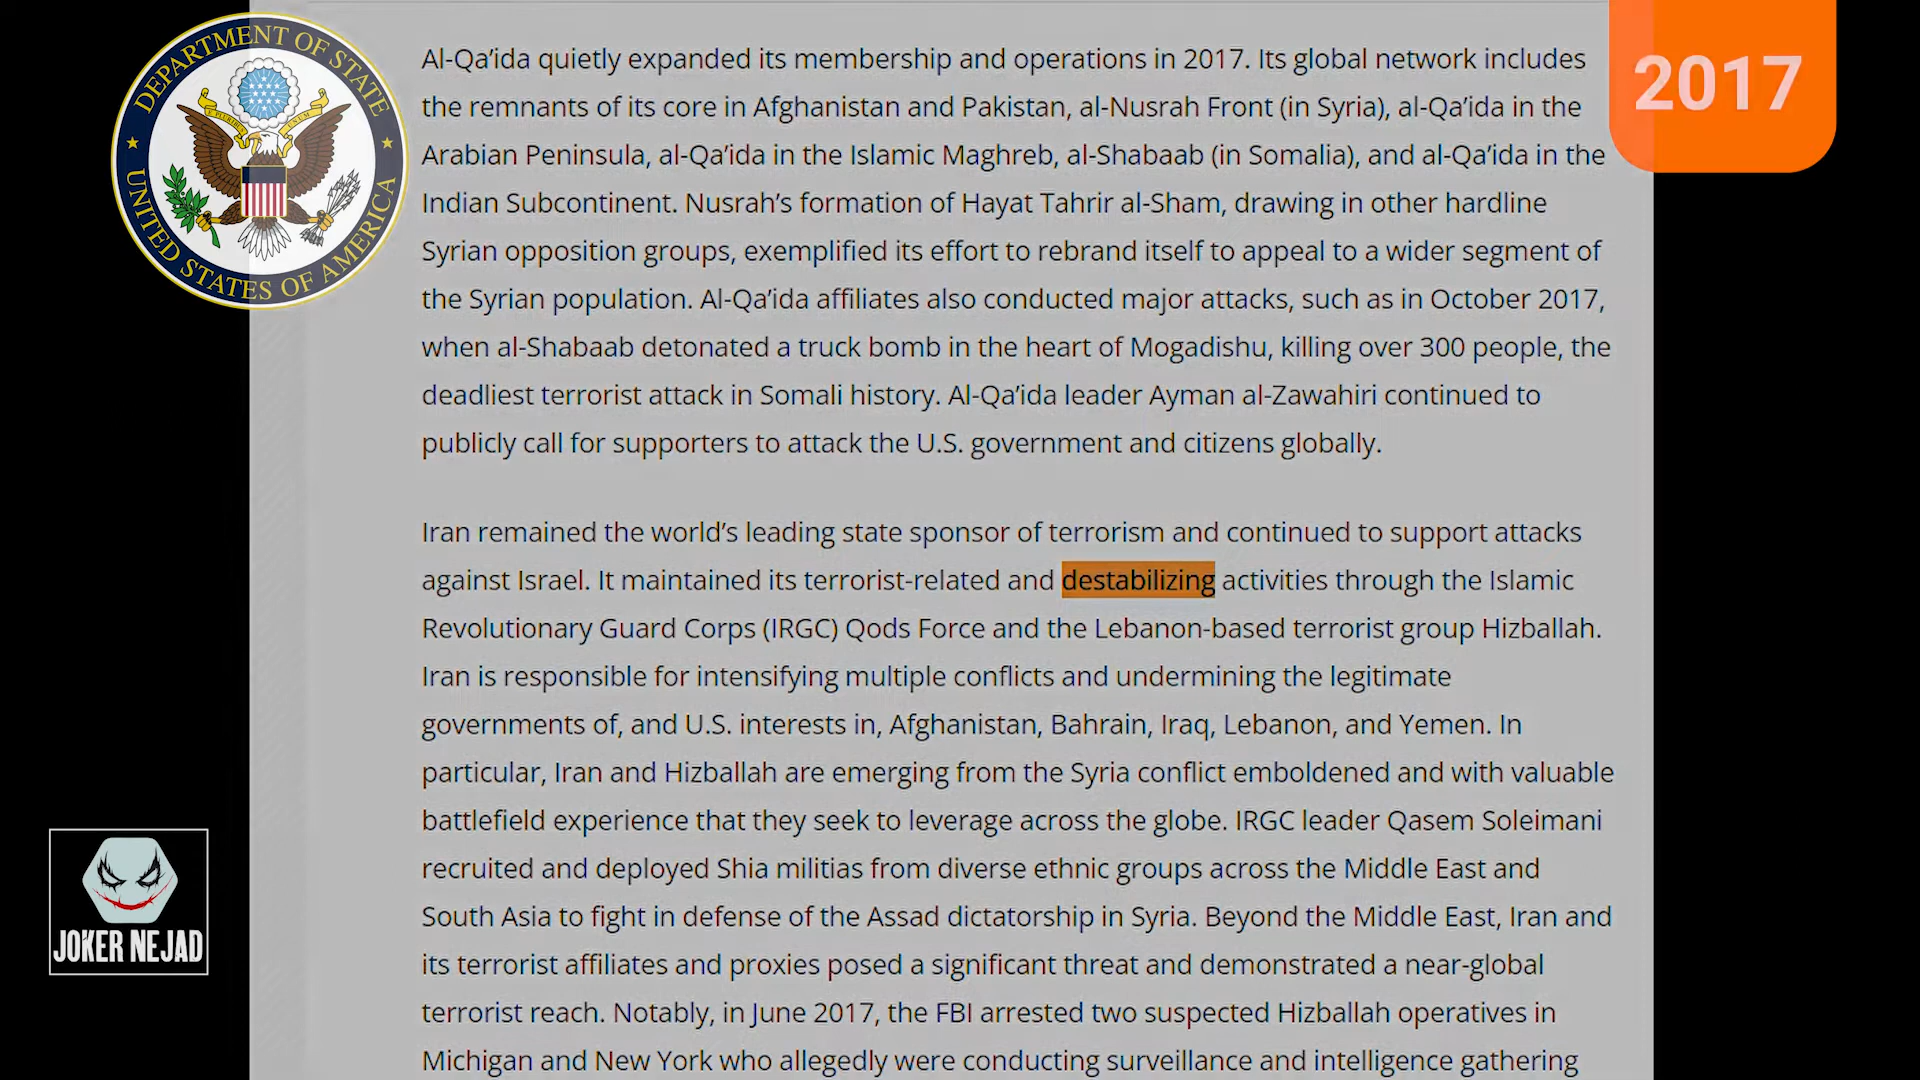 DEPARTMENT OF STATE
UNITED STATES OF AMERICA
2017
Al-Qa’ida quietly expanded its membership and operations in 2017. Its global network includes
the remnants of its core in Afghanistan and Pakistan, al-Nusrah Front (in Syria), al-Qa’ida in the
Arabian Peninsula, al-Qa’ida in the Islamic Maghreb, al-Shabaab (in Somalia), and al-Qa’ida in the
Indian Subcontinent. Nusrah’s formation of Hayat Tahrir al-Sham, drawing in other hardline
Syrian opposition groups, exemplified its effort to rebrand itself to appeal to a wider segment of
the Syrian population. Al-Qa’ida affiliates also conducted major attacks, such as in October 2017,
when al-Shabaab detonated a truck bomb in the heart of Mogadishu, killing over 300 people, the
deadliest terrorist attack in Somali history. Al-Qa’ida leader Ayman al-Zawahiri continued to
publicly call for supporters to attack the U.S. government and citizens globally.
Iran remained the world’s leading state sponsor of terrorism and continued to support attacks
against Israel. It maintained its terrorist-related and destabilizing activities through the Islamic
Revolutionary Guard Corps (IRGC) Qods Force and the Lebanon-based terrorist group Hizballah.
Iran is responsible for intensifying multiple conflicts and undermining the legitimate
governments of, and U.S. interests in, Afghanistan, Bahrain, Iraq, Lebanon, and Yemen. In
particular, Iran and Hizballah are emerging from the Syria conflict emboldened and with valuable
battlefield experience that they seek to leverage across the globe. IRGC leader Qasem Soleimani
recruited and deployed Shia militias from diverse ethnic groups across the Middle East and
South Asia to fight in defense of the Assad dictatorship in Syria. Beyond the Middle East, Iran and
its terrorist affiliates and proxies posed a significant threat and demonstrated a near-global
terrorist reach. Notably, in June 2017, the FBI arrested two suspected Hizballah operatives in
Michigan and New York who allegedly were conducting surveillance and intelligence gathering
JOKER NEJAD